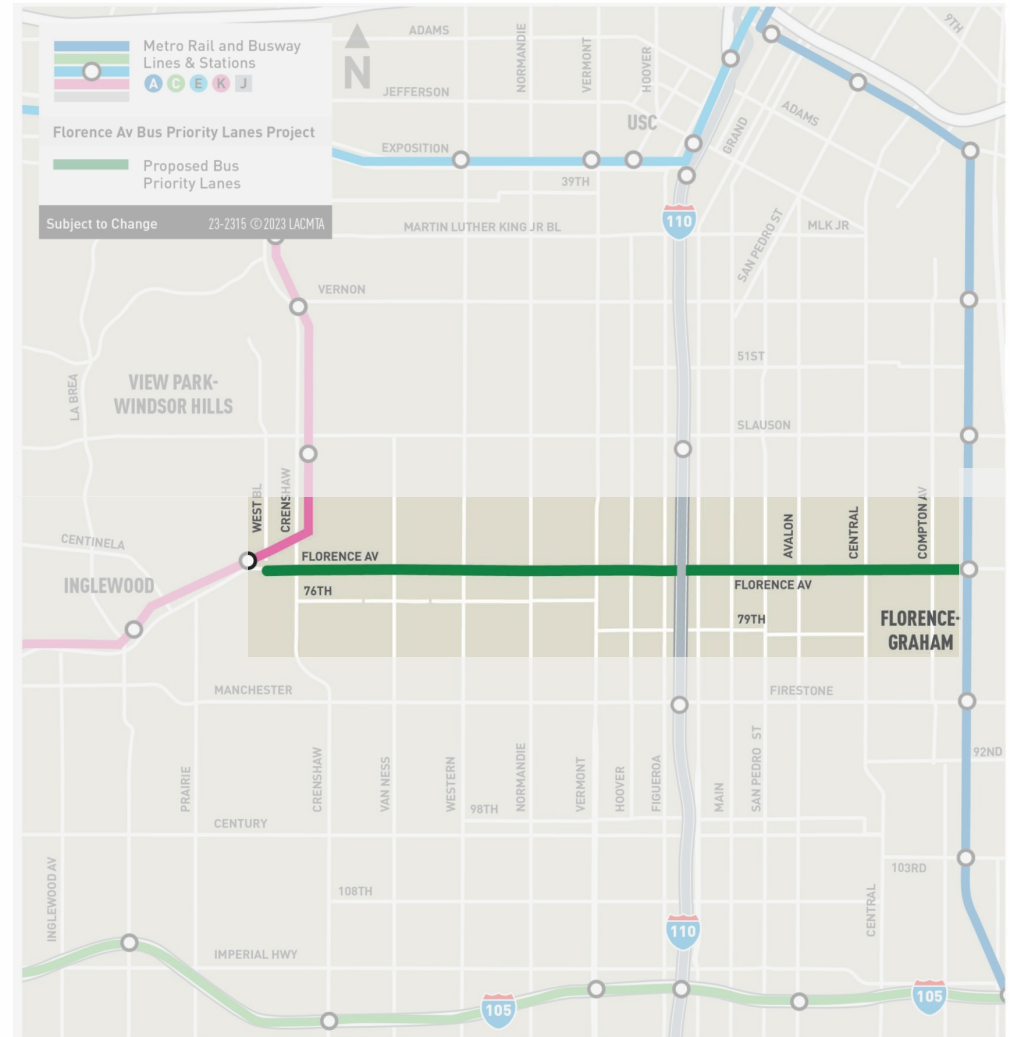 Metro Rail and Busway
Lines & Stations
A C E K J
Florence Av Bus Priority Lanes Project
Proposed Bus
Priority Lanes
Subject to Change 23-2315 ©2023 LACMTA
N
ADAMS
JEFFERSON
EXPOSITION
39TH
MARTIN LUTHER KING JR BL
NORMANDIE
VERMONT
HOOVER
USC
GRAND
ADAMS
9TH
110
SAN PEDRO ST
MLK JR
VERNON
51ST
LA BREA
VIEW PARK-
WINDSOR HILLS
SLAUSON
WEST BL
CRENSHAW
AVALON
CENTRAL
COMPTON AV
CENTINELA
FLORENCE AV
INGLEWOOD
76TH
FLORENCE AV
79TH
FLORENCE-
GRAHAM
MANCHESTER
FIRESTONE
92ND
PRAIRIE
CRENSHAW
VAN NESS
WESTERN
NORMANDIE
VERMONT
HOOVER
FIGUEROA
MAIN
SAN PEDRO ST
98TH
CENTURY
103RD
INGLEWOOD AV
108TH
CENTRAL
110
IMPERIAL HWY
105
105